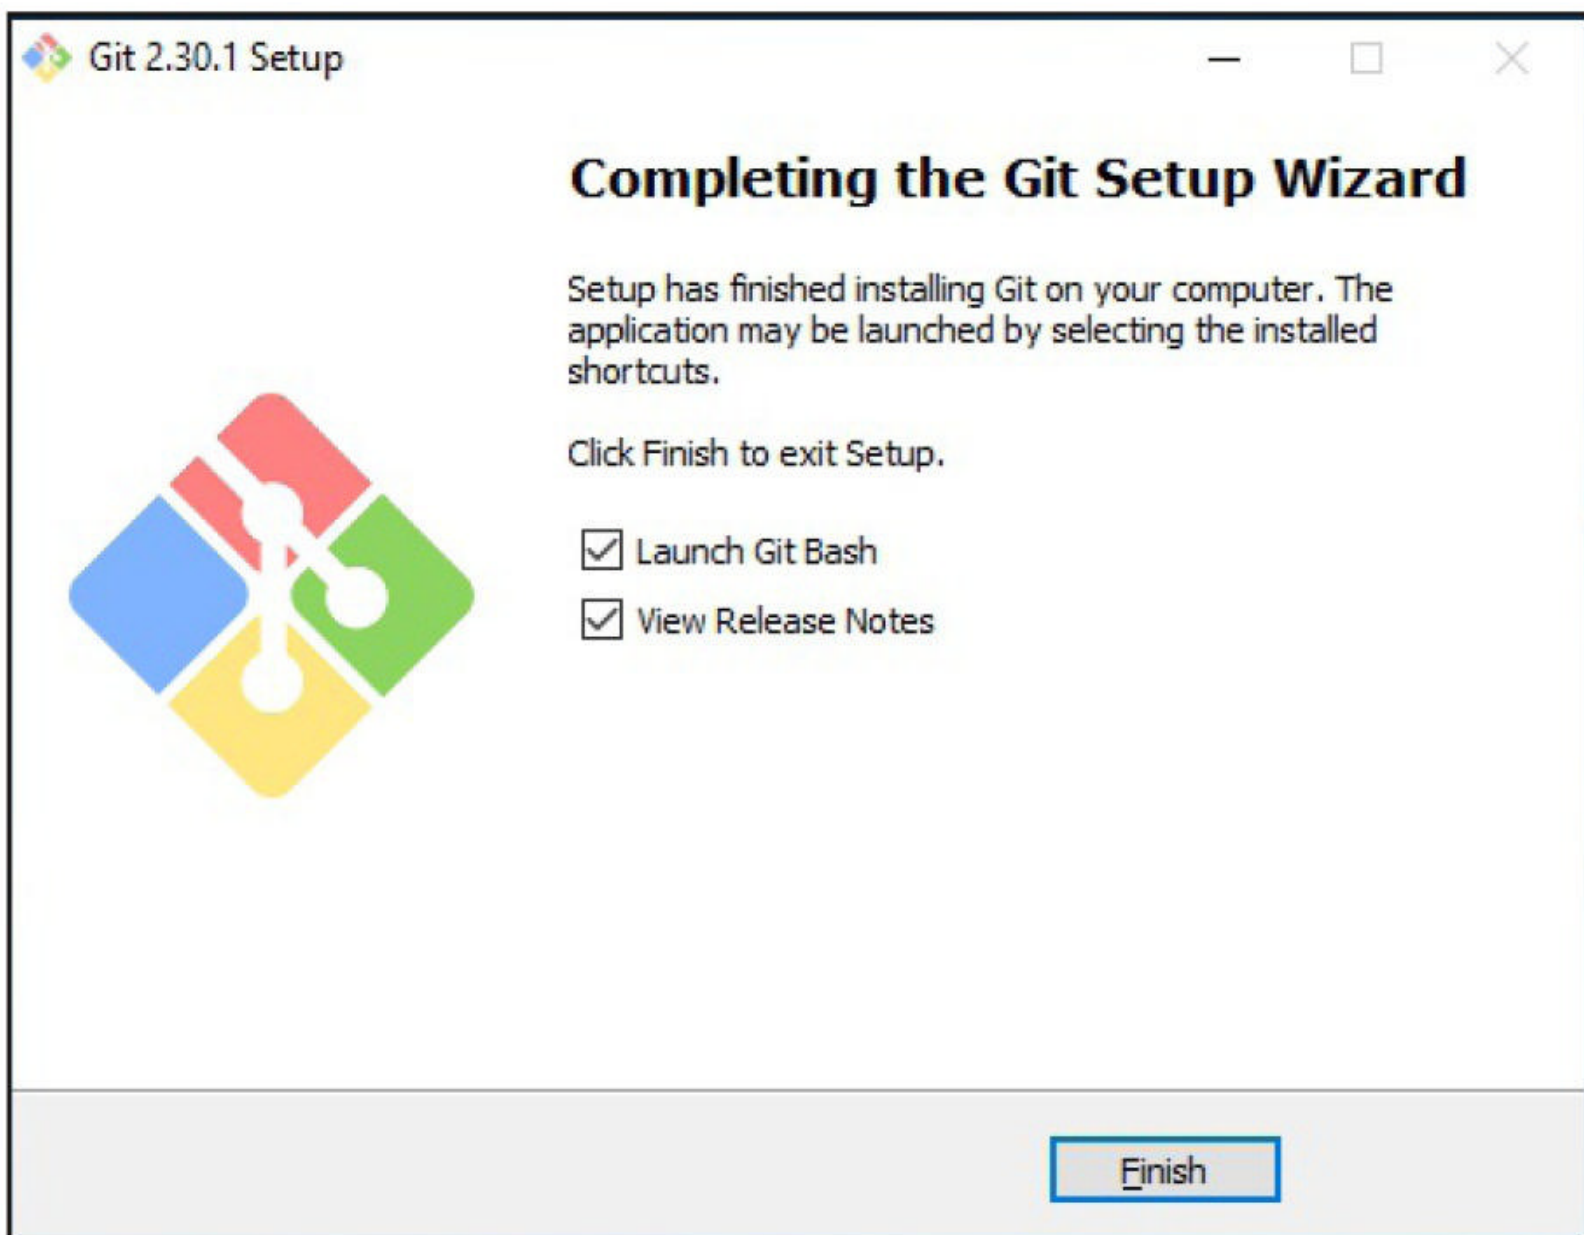 Git 2.30.1 Setup
Completing the Git Setup Wizard
Setup has finished installing Git on your computer. The
application may be launched by selecting the installed
shortcuts.
Click Finish to exit Setup.
Launch Git Bash
View Release Notes
Finish